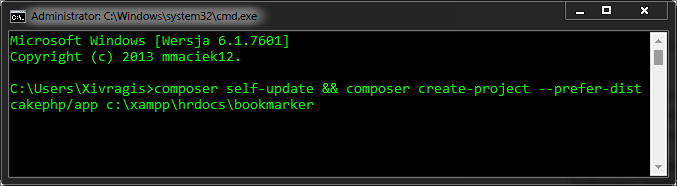 Administrator: C:\Windows\system32\cmd.exe
Microsoft Windows [Wersja 6.1.7601]
Copyright (c) 2013 mmaciek12.
C:\Users\Xivragis>composer self-update && composer create-project --prefer-dist
cakephp/app c:\xampp\hrdocs\bookmarker